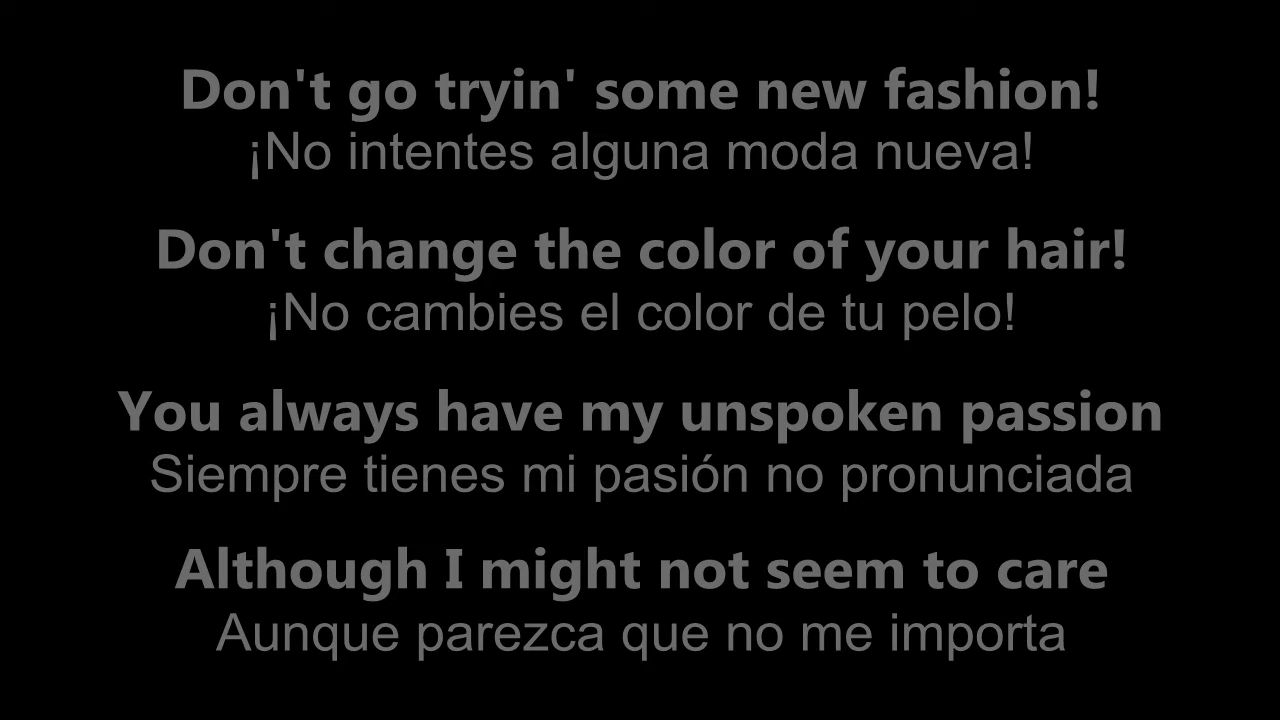 Don't go tryin' some new fashion!
¡No intentes alguna moda nueva!
Don't change the color of your hair!
¡No cambies el color de tu pelo!
You always have my unspoken passion
Siempre tienes mi pasión no pronunciada
Although I might not seem to care
Aunque parezca que no me importa